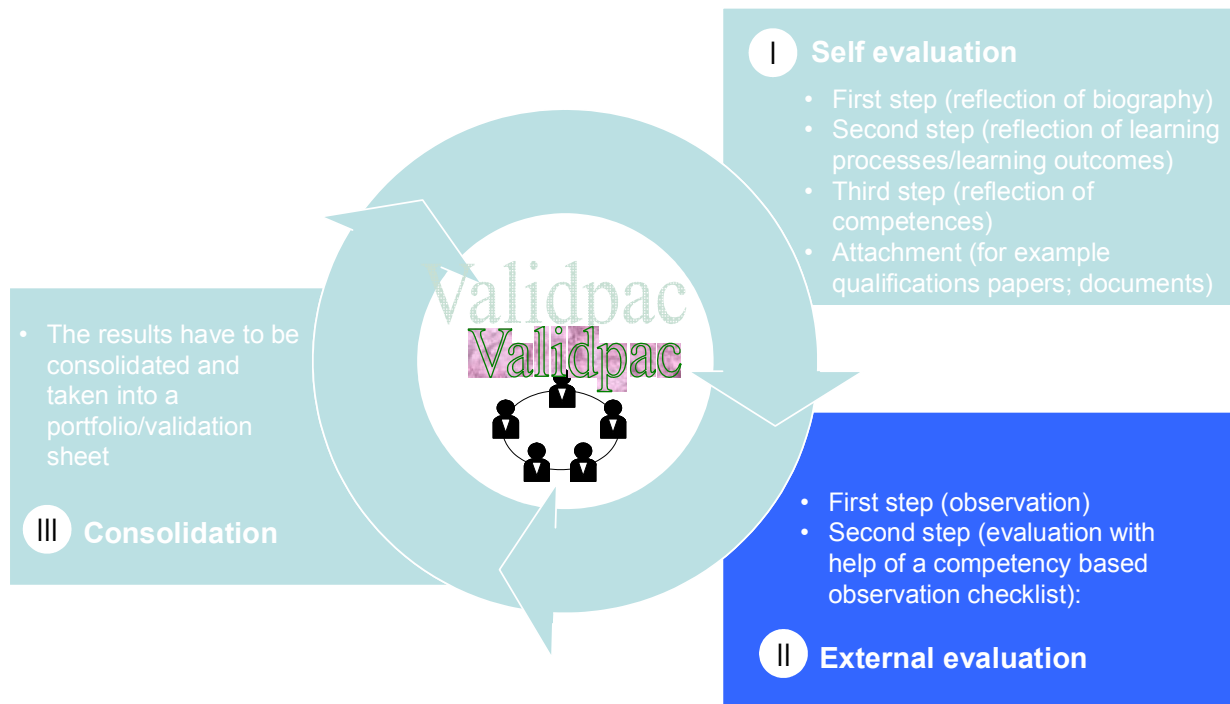 I Self evaluation
• First step (reflection of biography)
• Second step (reflection of learning
processes/learning outcomes)
• Third step (reflection of
competences)
• Attachment (for example
qualifications papers; documents)
Validpac
Validpac
• First step (observation)
• Second step (evaluation with
help of a competency based
observation checklist):
II External evaluation
• The results have to be
consolidated and
taken into a
portfolio/validation
sheet
III Consolidation